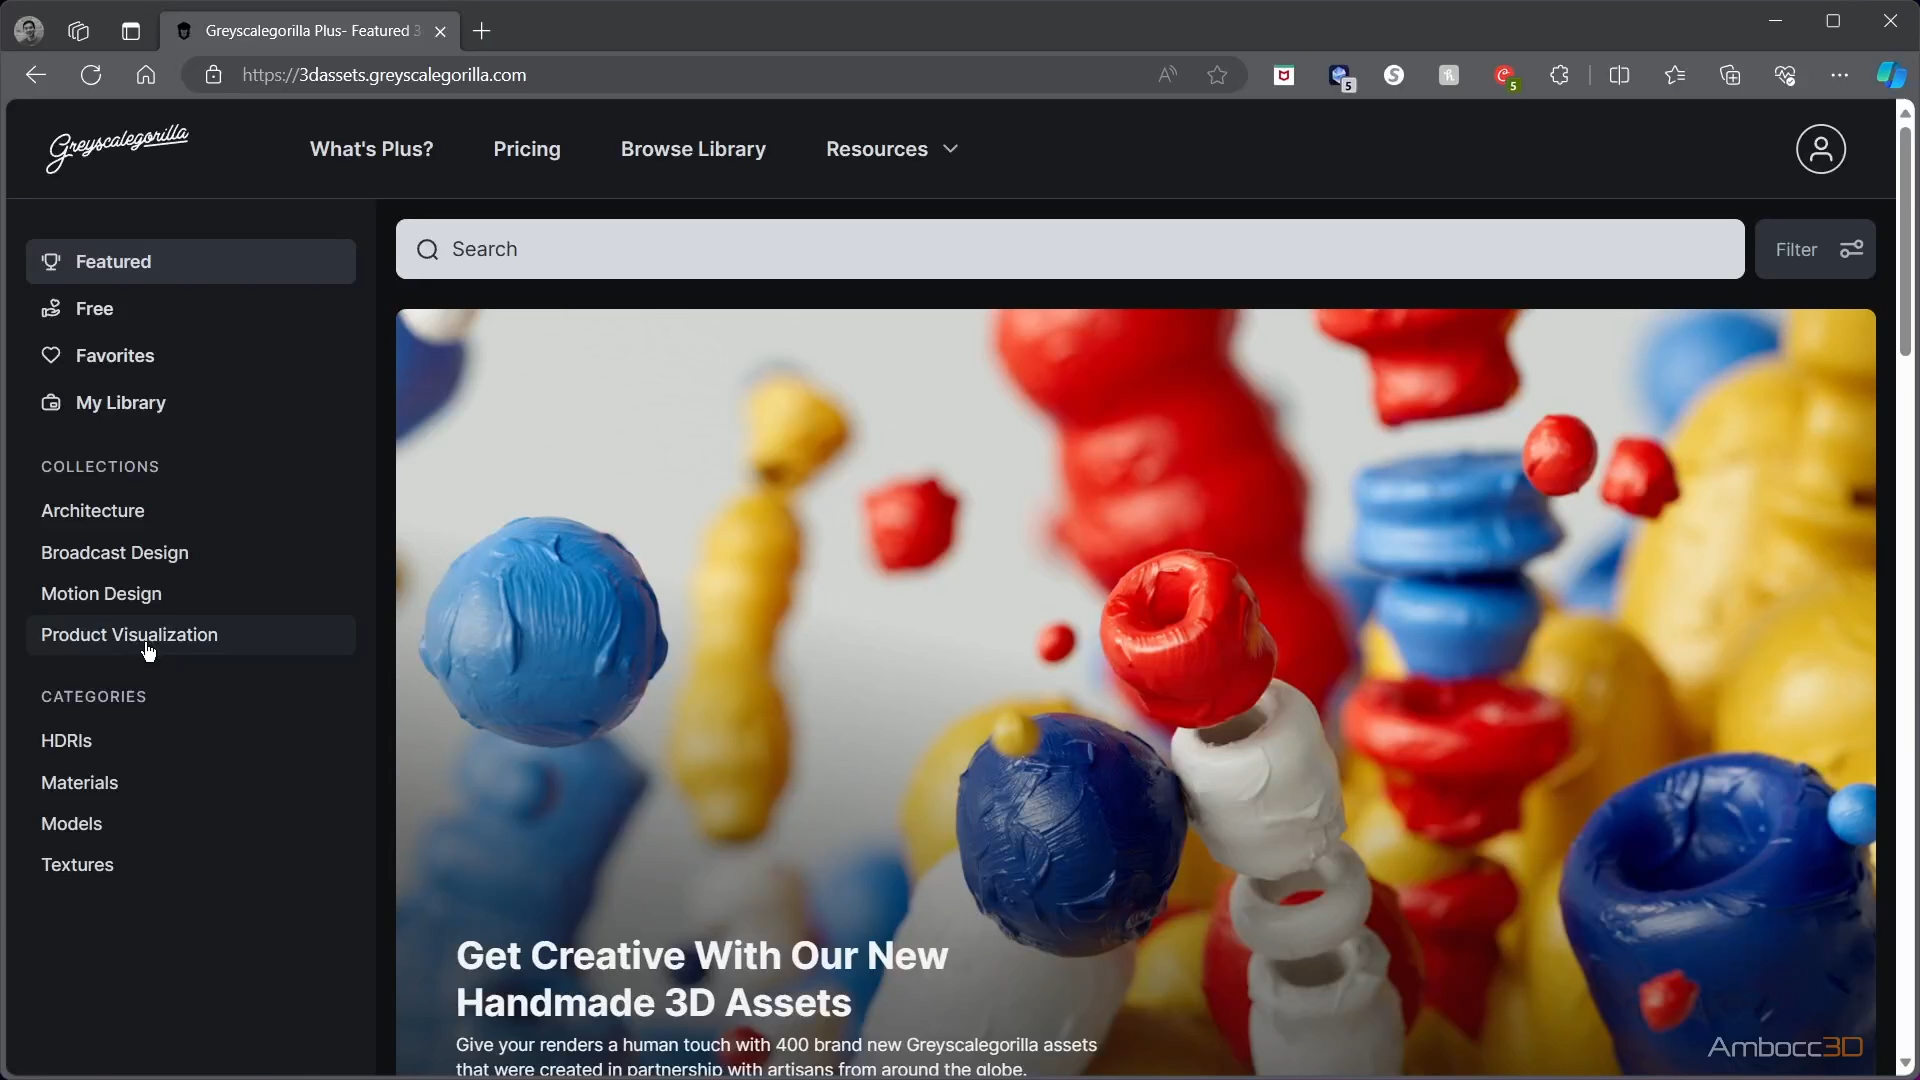 Greyscalegorilla Plus- Featured 3
https://3dassets.greyscalegorilla.com
5
5
Greyscalegorilla
What's Plus?
Pricing
Browse Library
Resources
Featured
Free
Favorites
My Library
COLLECTIONS
Architecture
Broadcast Design
Motion Design
Product Visualization
CATEGORIES
HDRIs
Materials
Models
Textures
Search
Filter
Get Creative With Our New
Handmade 3D Assets
Give your renders a human touch with 400 brand new Greyscalegorilla assets
that were created in partnership with artisans from around the globe.
Ambocc3D